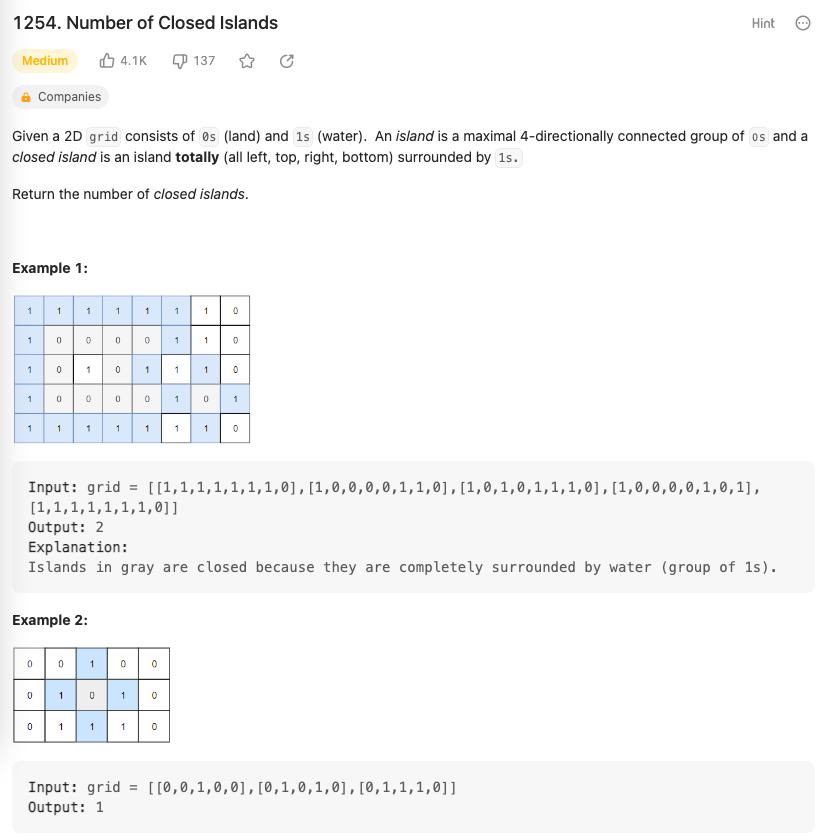 1254. Number of Closed Islands
Hint
Medium 4.1K 137
Companies
Given a 2D grid consists of 0s (land) and 1s (water). An island is a maximal 4-directionally connected group of 0s and a
closed island is an island totally (all left, top, right, bottom) surrounded by 1s.
Return the number of closed islands.
Example 1:
1 1 1 1 1 1 1 0
1 0 0 0 0 1 1 0
1 0 1 0 1 1 1 0
1 0 0 0 0 1 0 1
1 1 1 1 1 1 1 0
Input: grid = [[1,1,1,1,1,1,1,0],[1,0,0,0,0,1,1,0],[1,0,1,0,1,1,1,0],[1,0,0,0,0,1,0,1],
[1,1,1,1,1,1,1,0]]
Output: 2
Explanation:
Islands in gray are closed because they are completely surrounded by water (group of 1s).
Example 2:
0 0 1 0 0
0 1 0 1 0
0 1 1 1 0
Input: grid = [[0,0,1,0,0],[0,1,0,1,0],[0,1,1,1,0]]
Output: 1